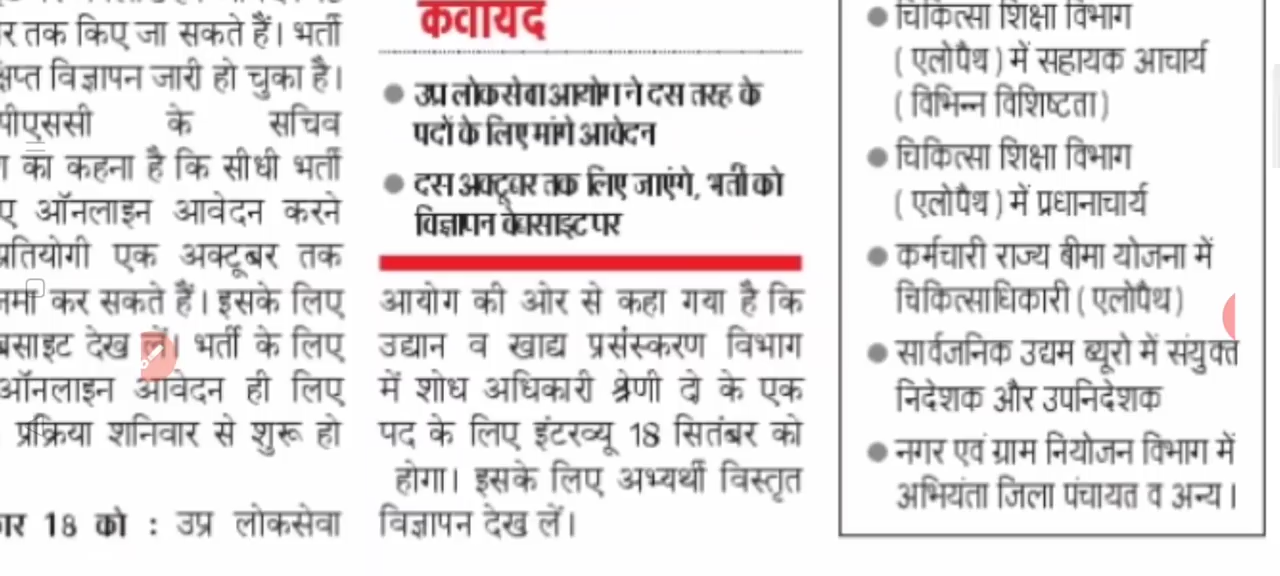 र तक किए जा सकते हैं। भर्ती
क्षिप्त विज्ञापन जारी हो चुका है।
पीएससी के सचिव
का कहना है कि सीधी भर्ती
ए ऑनलाइन आवेदन करने
प्रतियोगी एक अक्टूबर तक
जमा कर सकते हैं। इसके लिए
बसाइट देख लें। भर्ती के लिए
ऑनलाइन आवेदन ही लिए
प्रक्रिया शनिवार से शुरू हो
18 को : उप्र लोकसेवा
कवायद
उप्र लोकसेवा आयोग ने दस तरह के
पदों के लिए मांगे आवेदन
दस अक्टूबर तक लिए जाएंगे, भर्ती को
विज्ञापन वेबसाइट पर
आयोग की ओर से कहा गया है कि
उद्यान व खाद्य प्रसंस्करण विभाग
में शोध अधिकारी श्रेणी दो के एक
पद के लिए इंटरव्यू 18 सितंबर को
होगा। इसके लिए अभ्यर्थी विस्तृत
विज्ञापन देख लें।
चिकित्सा शिक्षा विभाग
( एलोपैथ ) में सहायक आचार्य
( विभिन्न विशिष्टता )
चिकित्सा शिक्षा विभाग
( एलोपैथ ) में प्रधानाचार्य
कर्मचारी राज्य बीमा योजना में
चिकित्साधिकारी ( एलोपैथ )
सार्वजनिक उद्यम ब्यूरो में संयुक्त
निदेशक और उपनिदेशक
नगर एवं ग्राम नियोजन विभाग में
अभियंता जिला पंचायत व अन्य।